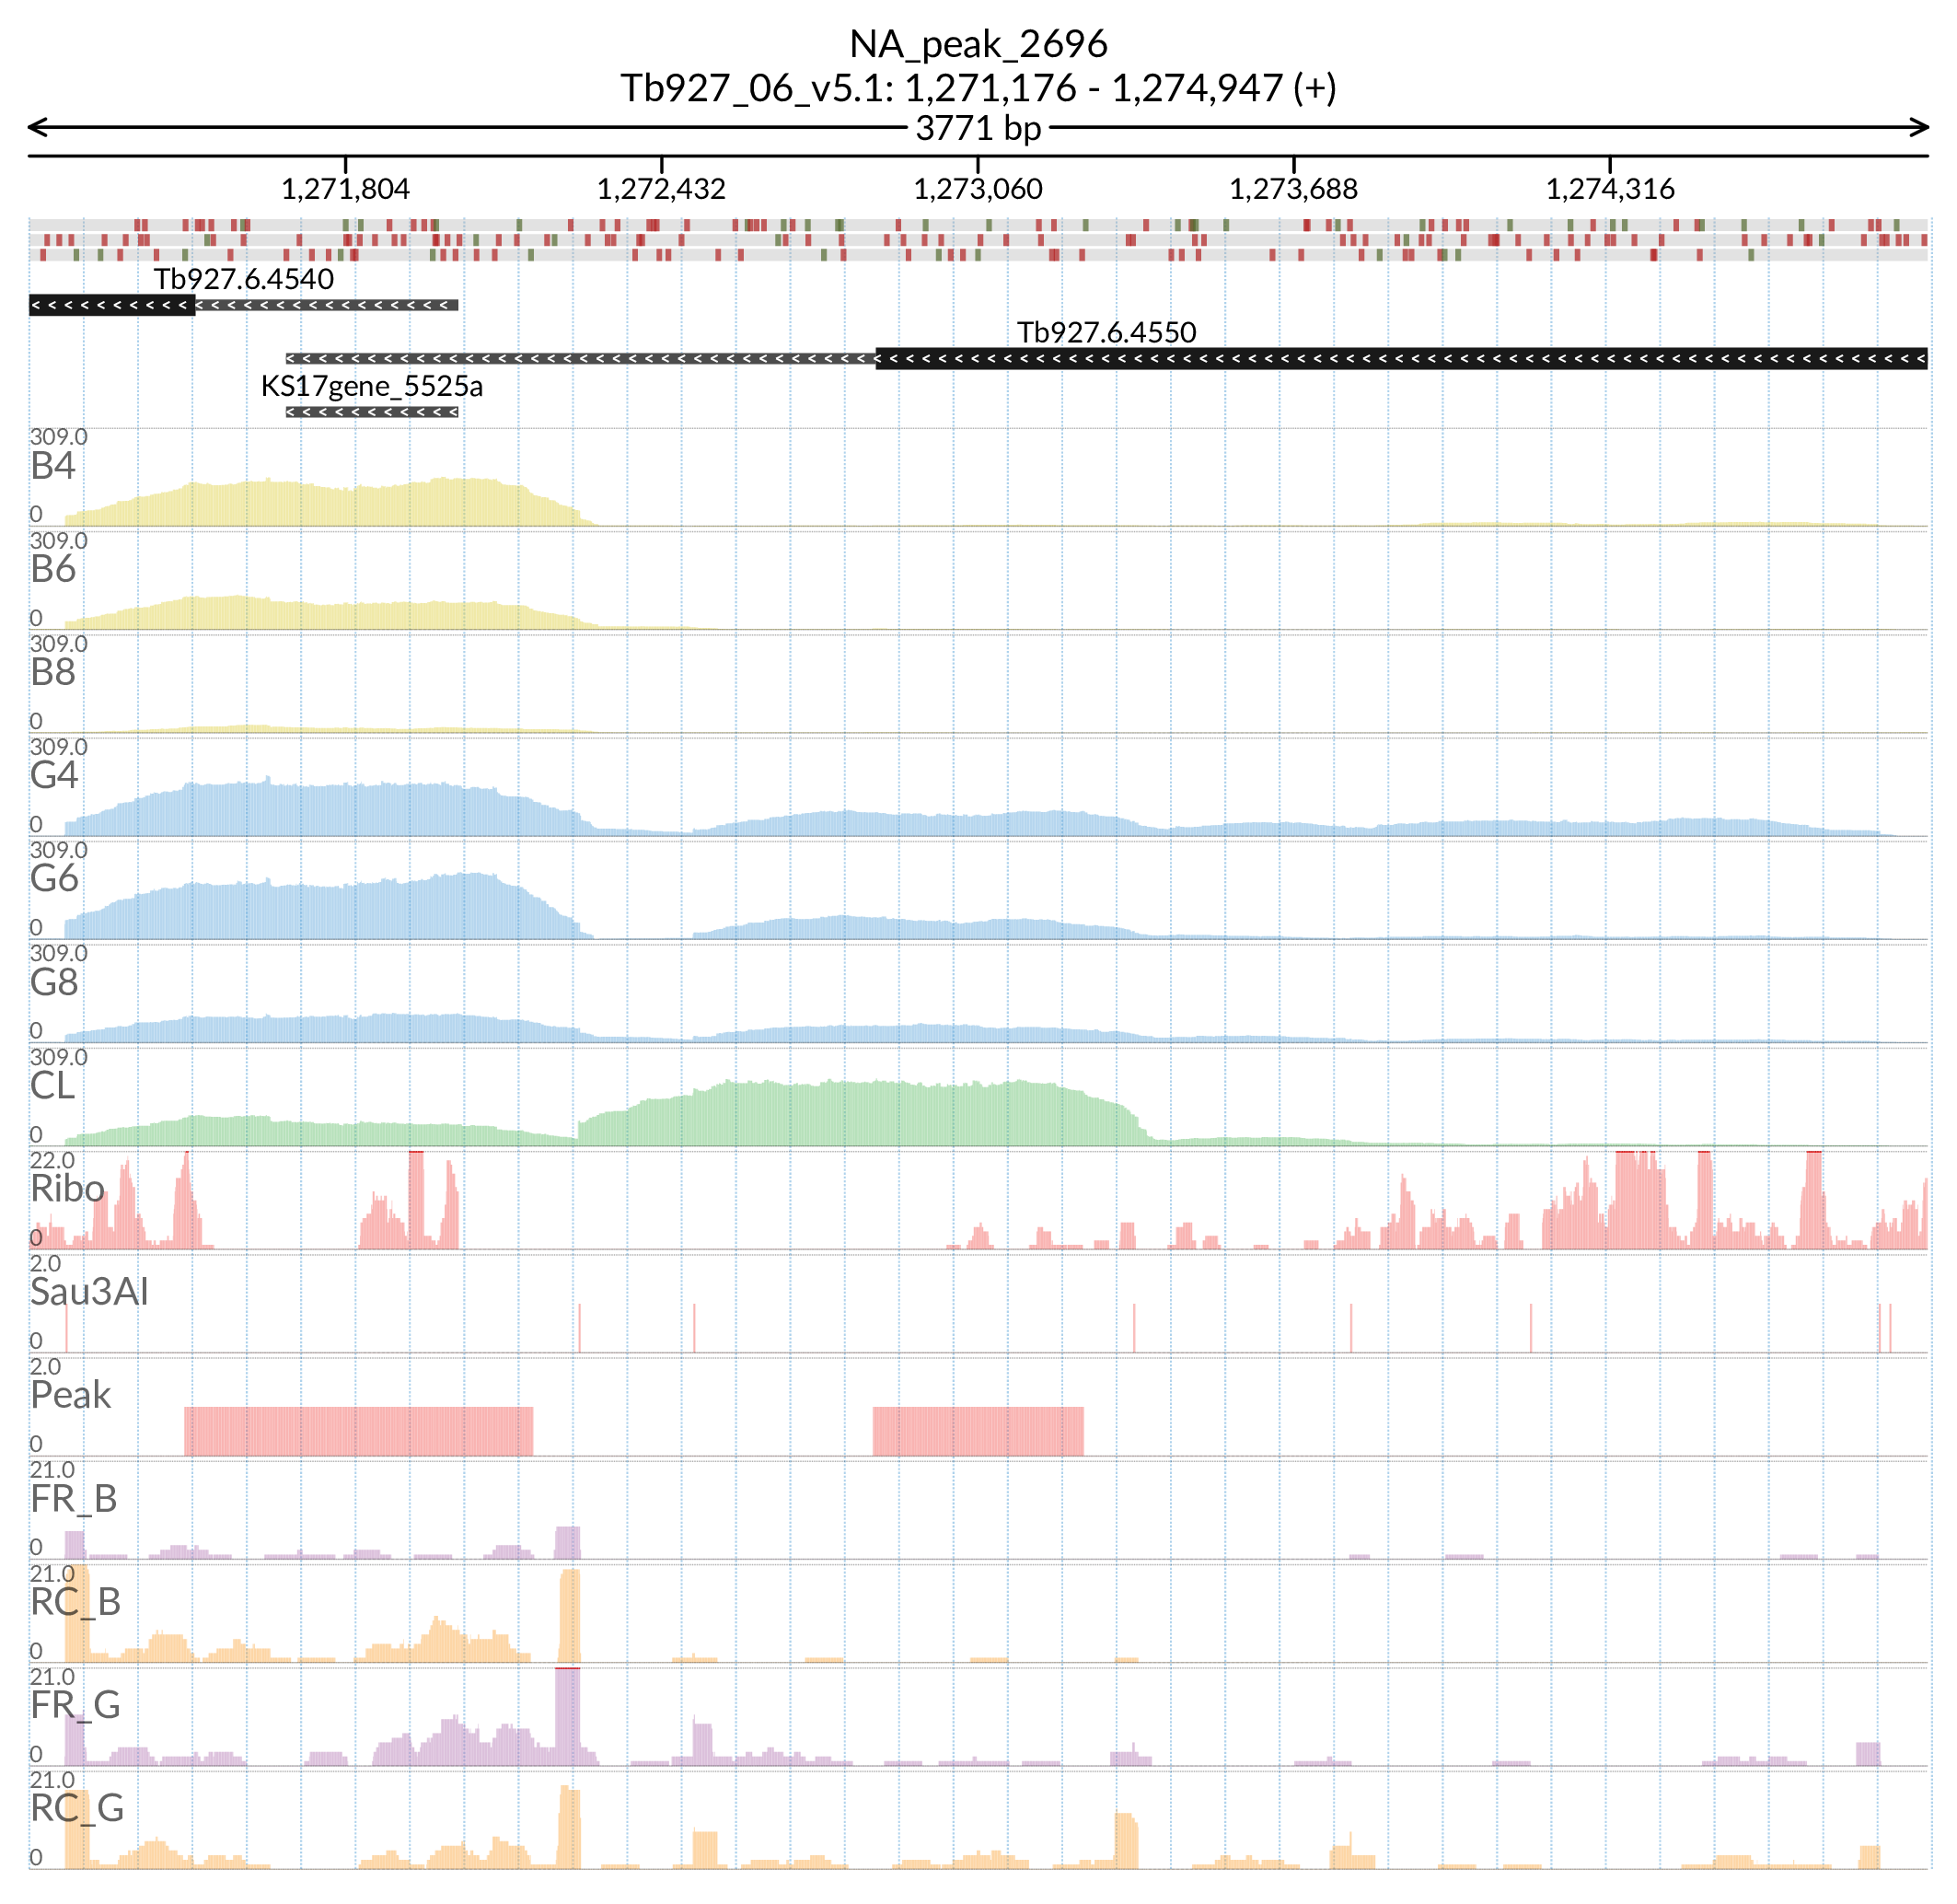 NA_peak_2696
Tb927_06_v5.1: 1,271,176 - 1,274,947 (+)
3771 bp
1,271,804 1,272,432 1,273,060 1,273,688 1,274,316
Tb927.6.4540
Tb927.6.4550
KS17gene_5525a
309.0
B4
0
309.0
B6
0
309.0
B8
0
309.0
G4
0
309.0
G6
0
309.0
G8
0
309.0
CL
0
22.0
Ribo
0
2.0
Sau3AI
0
2.0
Peak
0
21.0
FR_B
0
21.0
RC_B
0
21.0
FR_G
0
21.0
RC_G
0